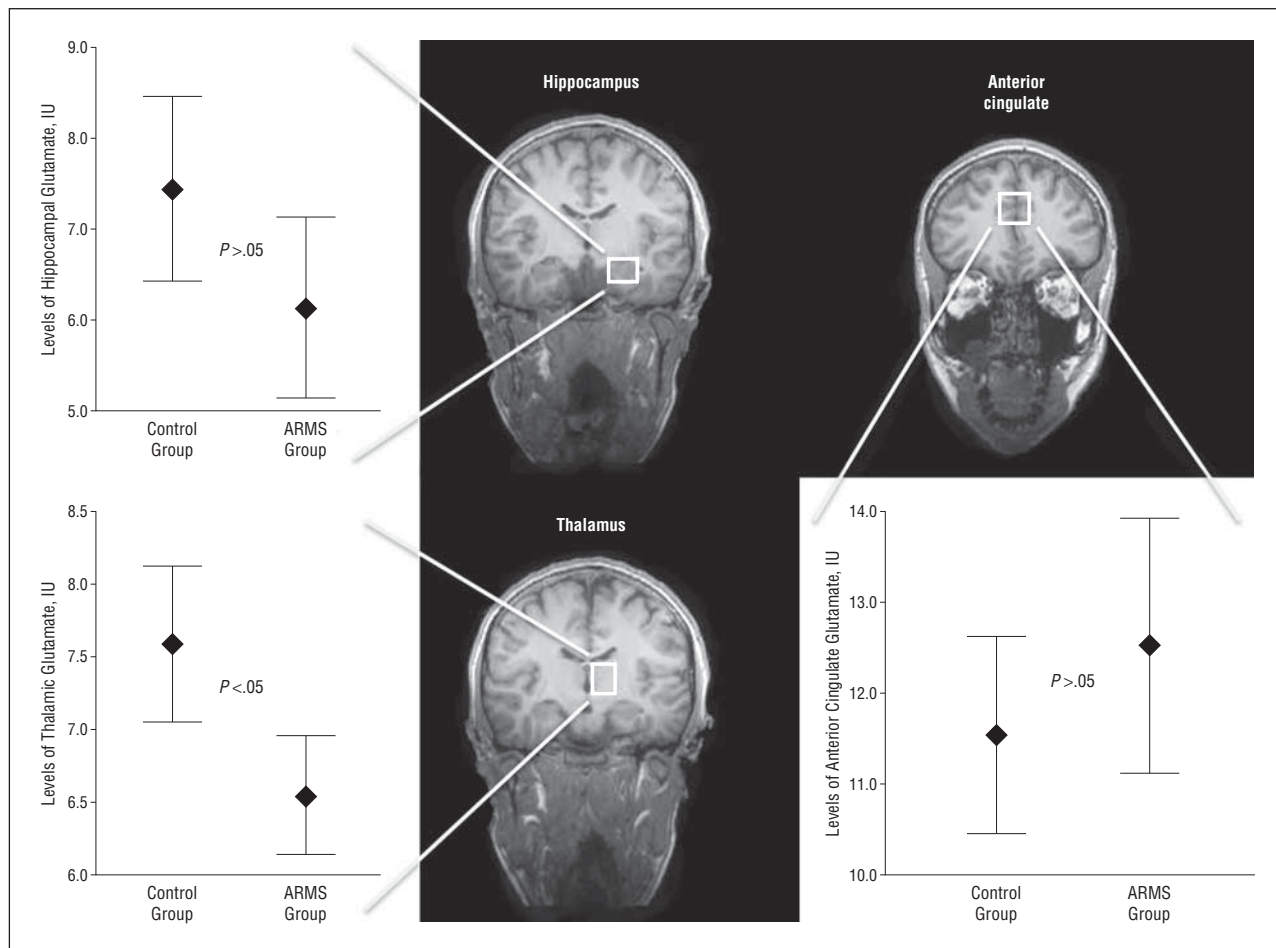 Levels of Hippocampal Glutamate, IU
9.0
8.0
7.0
6.0
5.0
P >.05
Control
Group
ARMS
Group
Hippocampus
Anterior
cingulate
Levels of Thalamic Glutamate, IU
8.5
8.0
7.5
7.0
6.5
6.0
P <.05
Control
Group
ARMS
Group
Thalamus
Levels of Anterior Cingulate Glutamate, IU
14.0
13.0
12.0
11.0
10.0
P >.05
Control
Group
ARMS
Group